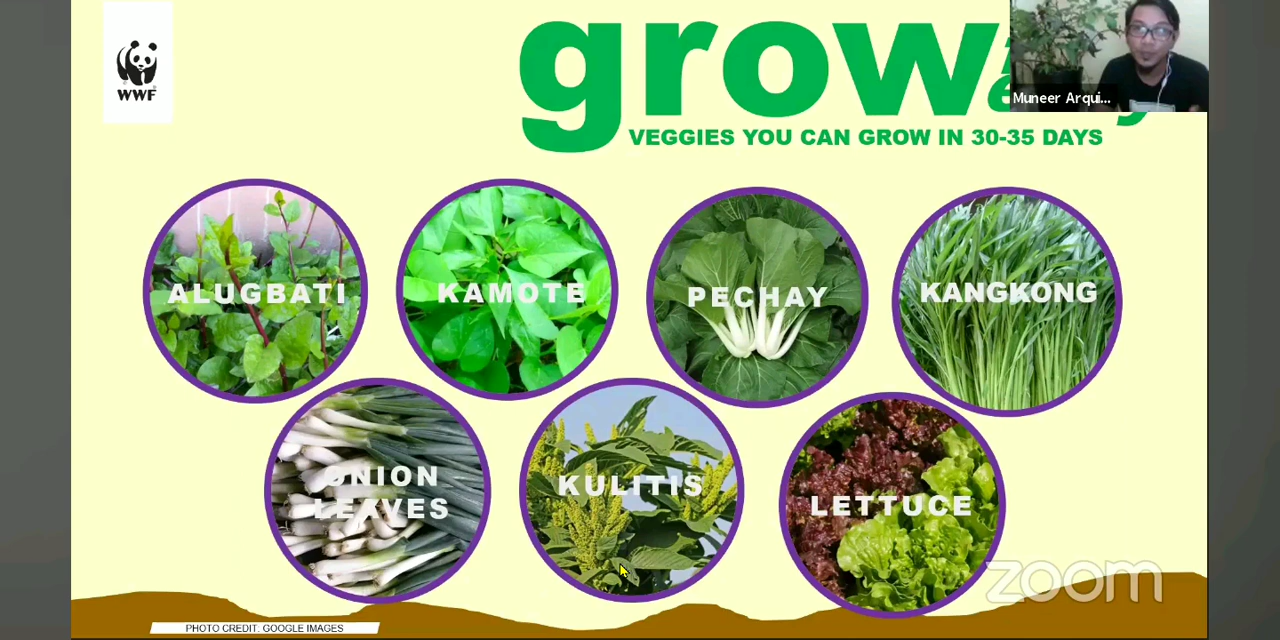 WWF
grow
Muneer Arqui...
VEGGIES YOU CAN GROW IN 30-35 DAYS
ALUGBATI
KAMOTE
PECHAY
KANGKONG
ONION
LEAVES
KULITIS
LETTUCE
zoom
PHOTO CREDIT: GOOGLE IMAGES